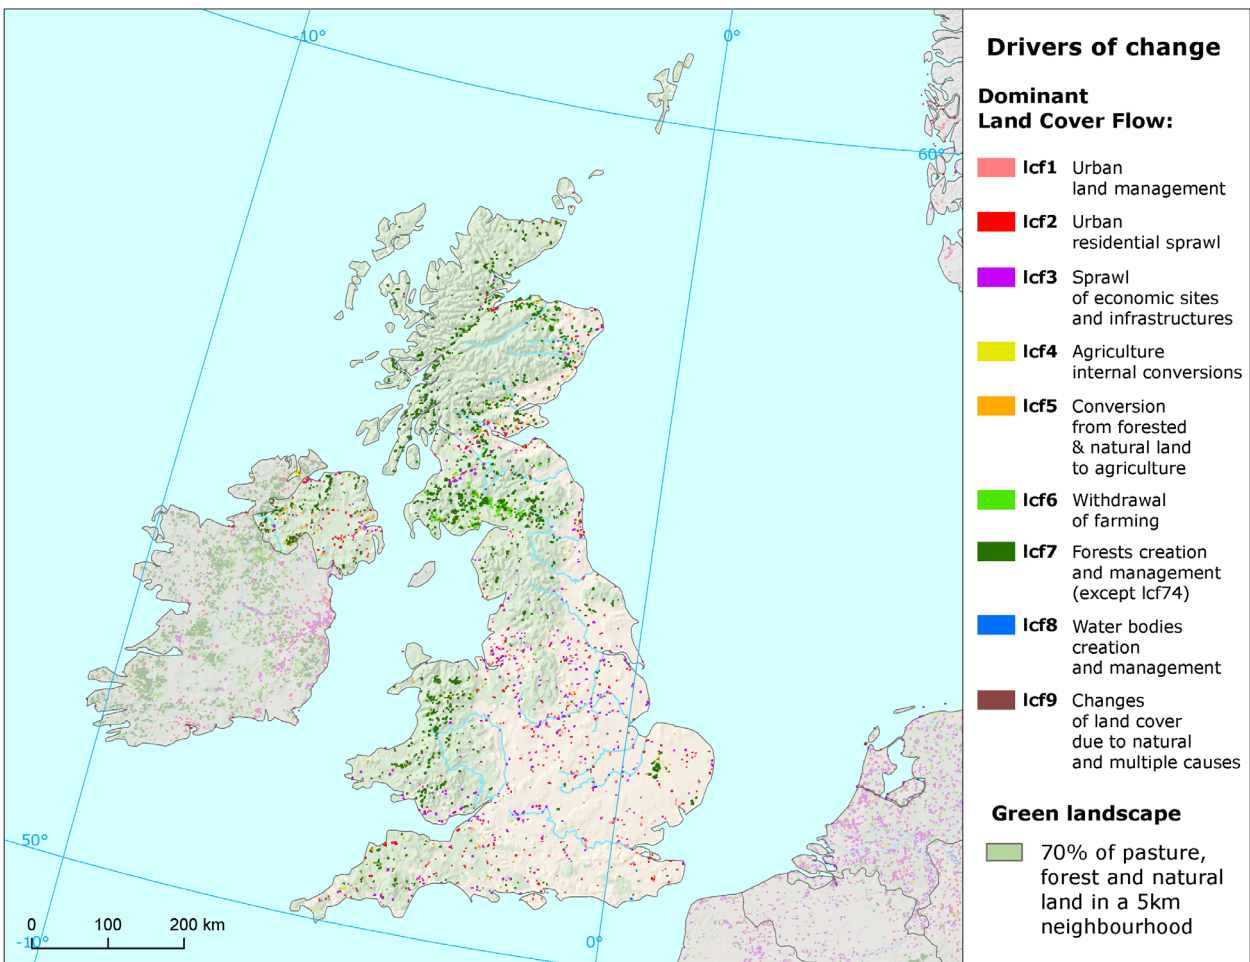 -10°
0°
60°
50°
-10°
0°
0 100 200 km
Drivers of change
Dominant
Land Cover Flow:
lcf1 Urban
land management
lcf2 Urban
residential sprawl
lcf3 Sprawl
of economic sites
and infrastructures
lcf4 Agriculture
internal conversions
lcf5 Conversion
from forested
& natural land
to agriculture
lcf6 Withdrawal
of farming
lcf7 Forests creation
and management
(except lcf74)
lcf8 Water bodies
creation
and management
lcf9 Changes
of land cover
due to natural
and multiple causes
Green landscape
70% of pasture,
forest and natural
land in a 5km
neighbourhood